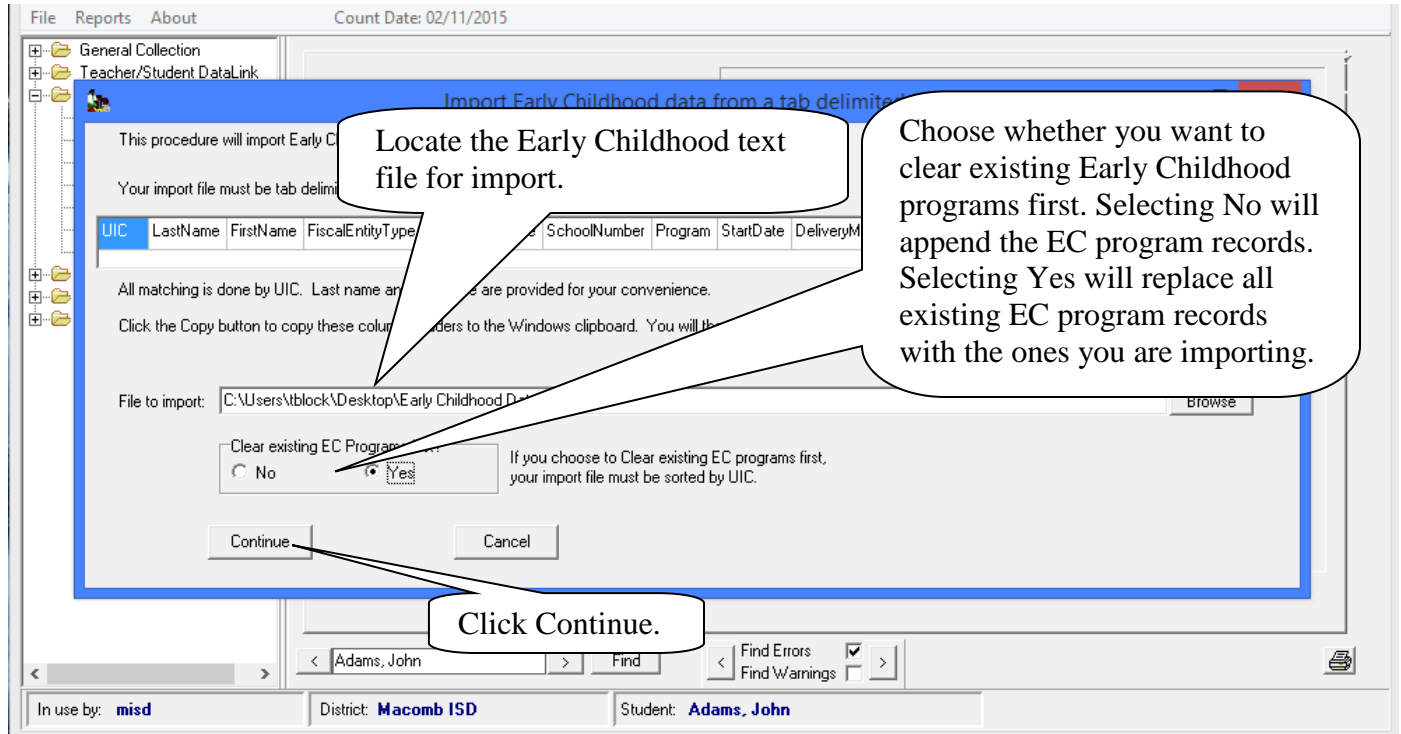 File Reports About Count Date: 02/11/2015
General Collection
Teacher/Student DataLink
Import Early Childhood data from a tab delimited
This procedure will import Early
Your import file must be tab
Locate the Early Childhood text
file for import.
Choose whether you want to
clear existing Early Childhood
programs first. Selecting No will
append the EC program records.
Selecting Yes will replace all
existing EC program records
with the ones you are importing.
UIC LastName FirstName FiscalEntityType SchoolNumber Program StartDate
All matching is done by UIC. Last name are provided for your convenience.
Click the Copy button to copy these to the Windows clipboard. You will
File to import: C:\Users\tblock\Desktop\Early Childhood Browse
Clear existing EC Programs
No Yes
If you choose to Clear existing EC programs first,
your import file must be sorted by UIC.
Continue Cancel
Click Continue.
< Adams, John > Find < Find Errors >
Find Warnings
In use by: misd District: Macomb ISD Student: Adams, John